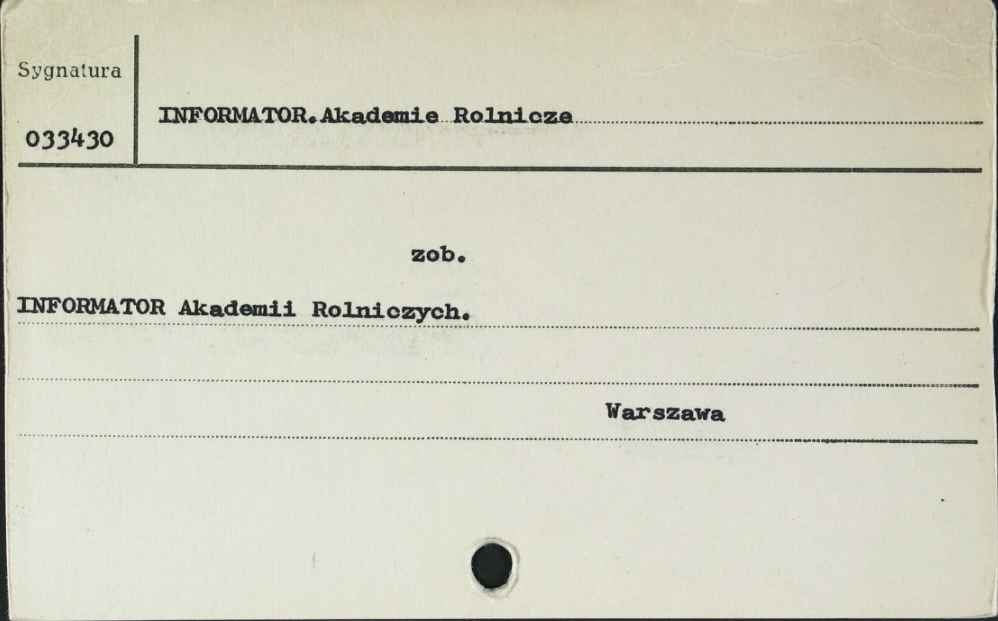 Sygnatura
INFORMATOR.Akademie Rolnicze
033430
zob.
INFORMATOR Akademii Rolniczych.
Warszawa